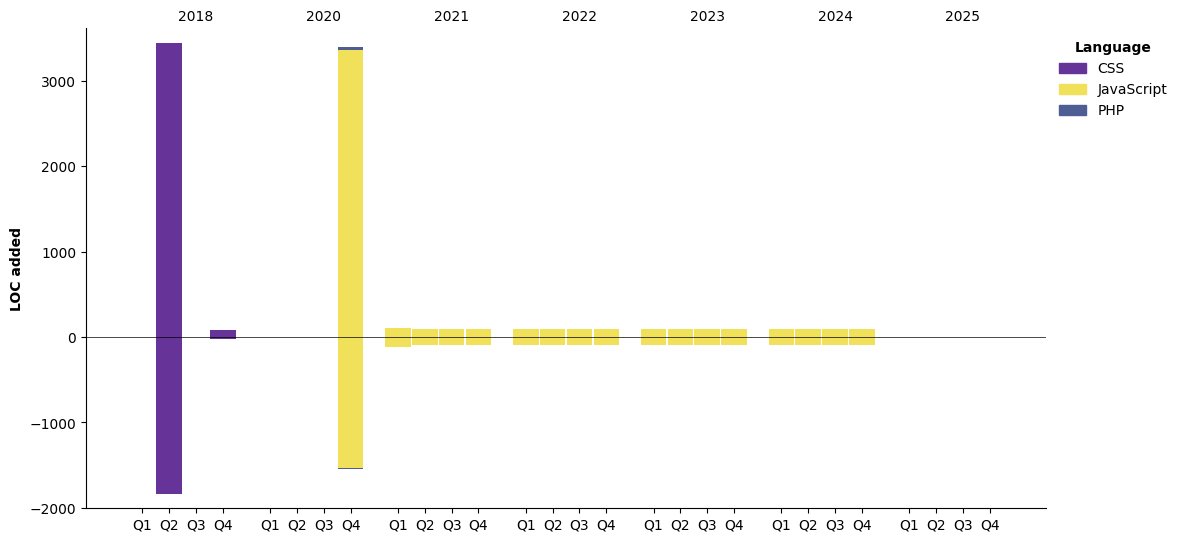 2018 2020 2021 2022 2023 2024 2025
Language
CSS
JavaScript
PHP
LOC added
3000
2000
1000
0
−1000
−2000
Q1 Q2 Q3 Q4 Q1 Q2 Q3 Q4 Q1 Q2 Q3 Q4 Q1 Q2 Q3 Q4 Q1 Q2 Q3 Q4 Q1 Q2 Q3 Q4 Q1 Q2 Q3 Q4